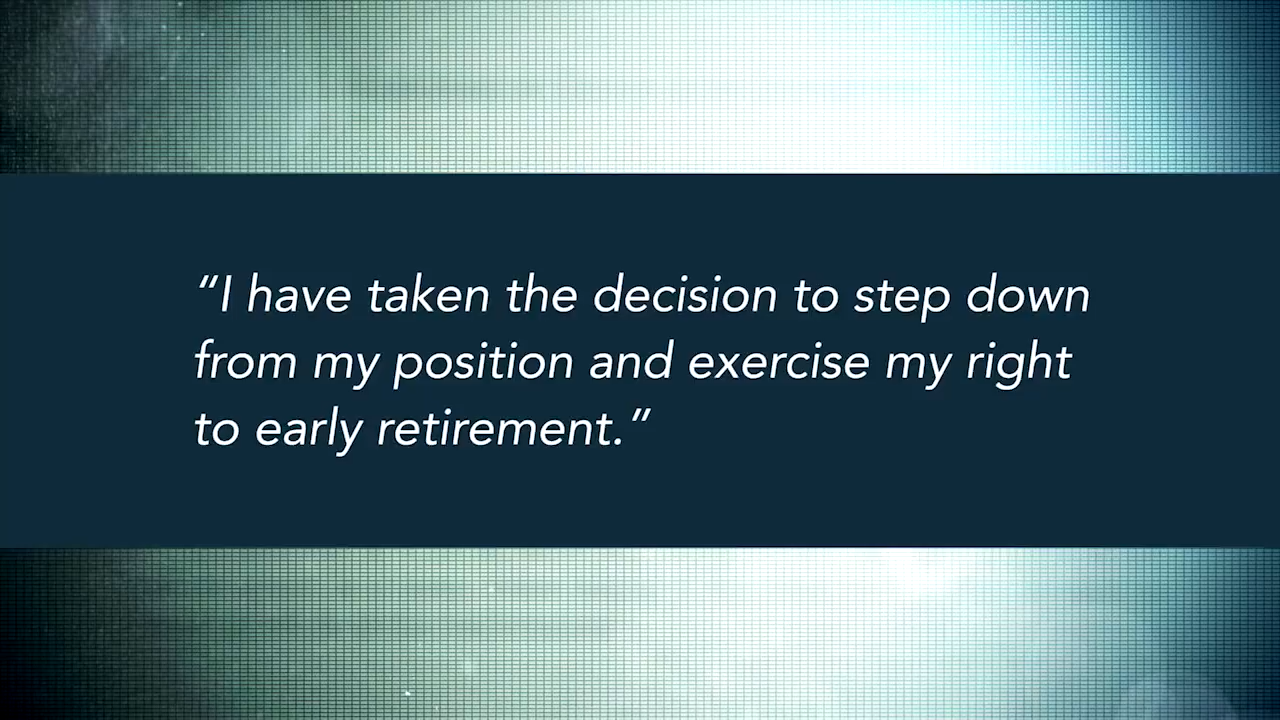 “I have taken the decision to step down
from my position and exercise my right
to early retirement.”